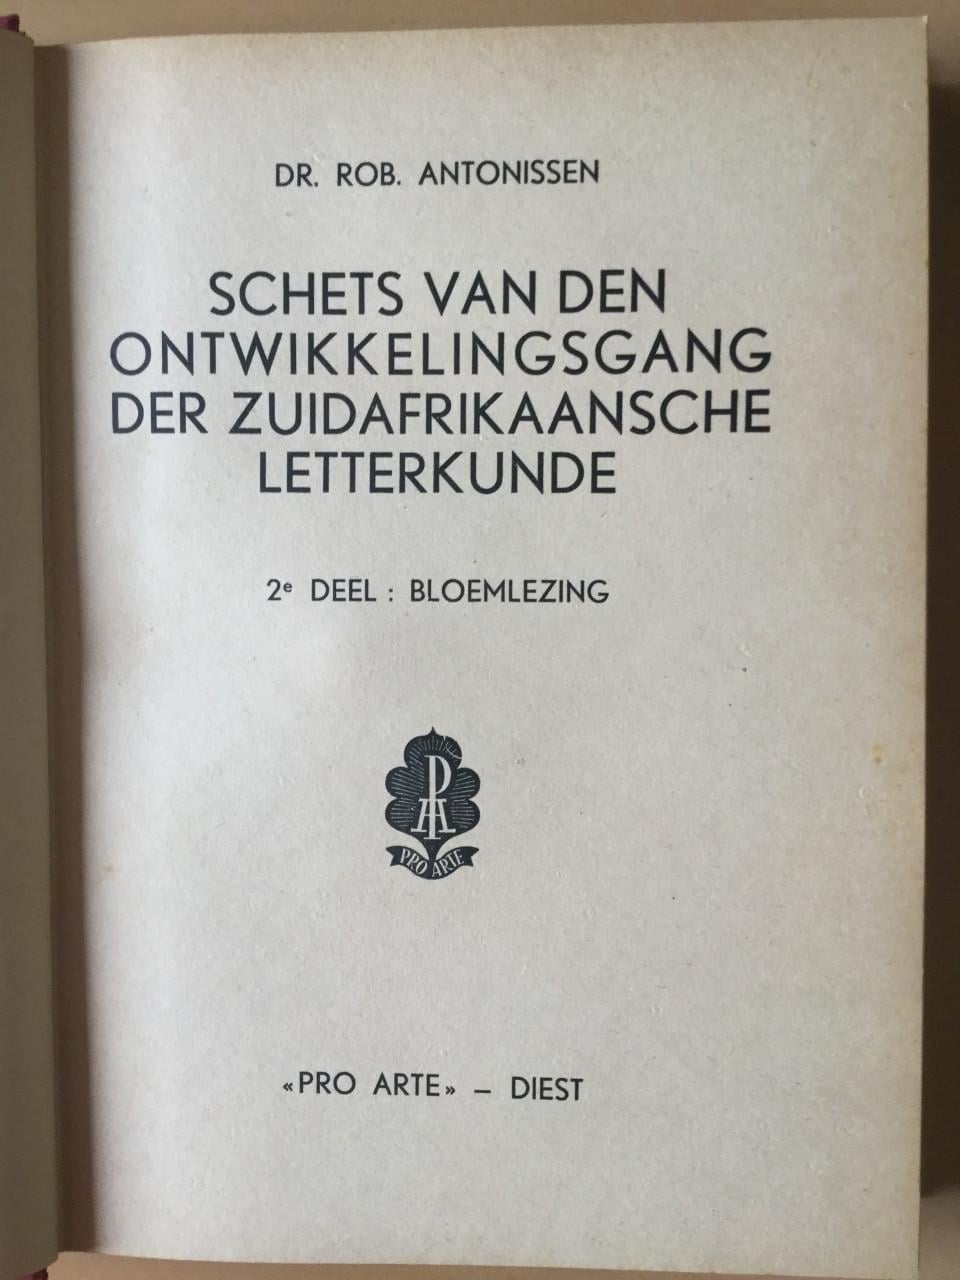 DR. ROB. ANTONISSEN
SCHETS VAN DEN
ONTWIKKELINGSGANG
DER ZUIDAFRIKAANSCHE
LETTERKUNDE
2e DEEL : BLOEMLEZING
PA
PRO ARTE
«PRO ARTE» – DIEST